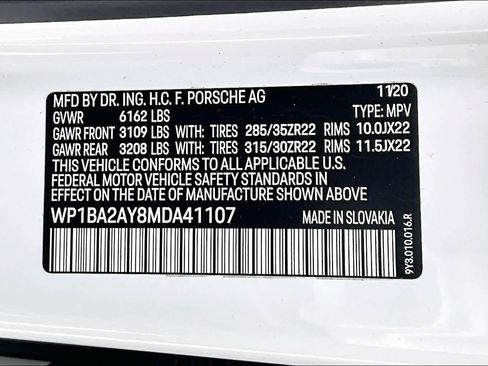 MFD BY DR. ING. H.C. F. PORSCHE AG 11/20
GVWR 6162 LBS TYPE: MPV
GAWR FRONT 3109 LBS WITH: TIRES 285/35ZR22 RIMS 10.0JX22
GAWR REAR 3208 LBS WITH: TIRES 315/30ZR22 RIMS 11.5JX22
THIS VEHICLE CONFORMS TO ALL APPLICABLE U.S.
FEDERAL MOTOR VEHICLE SAFETY STANDARDS IN
EFFECT ON THE DATE OF MANUFACTURE SHOWN ABOVE
WP1BA2AY8MDA41107 MADE IN SLOVAKIA
9Y3.010.016.R